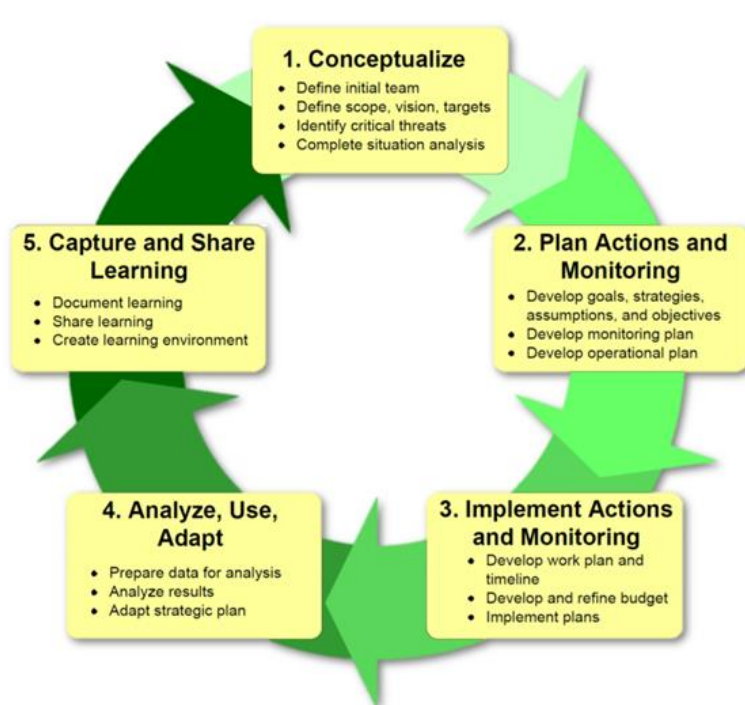 1. Conceptualize
• Define initial team
• Define scope, vision, targets
• Identify critical threats
• Complete situation analysis
2. Plan Actions and
Monitoring
• Develop goals, strategies,
assumptions, and objectives
• Develop monitoring plan
• Develop operational plan
3. Implement Actions
and Monitoring
• Develop work plan and
timeline
• Develop and refine budget
• Implement plans
4. Analyze, Use,
Adapt
• Prepare data for analysis
• Analyze results
• Adapt strategic plan
5. Capture and Share
Learning
• Document learning
• Share learning
• Create learning environment